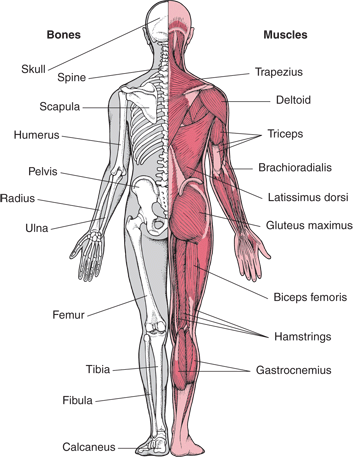 Bones
Muscles
Skull
Spine
Scapula
Humerus
Pelvis
Radius
Ulna
Femur
Tibia
Fibula
Calcaneus
Trapezius
Deltoid
Triceps
Brachioradialis
Latissimus dorsi
Gluteus maximus
Biceps femoris
Hamstrings
Gastrocnemius